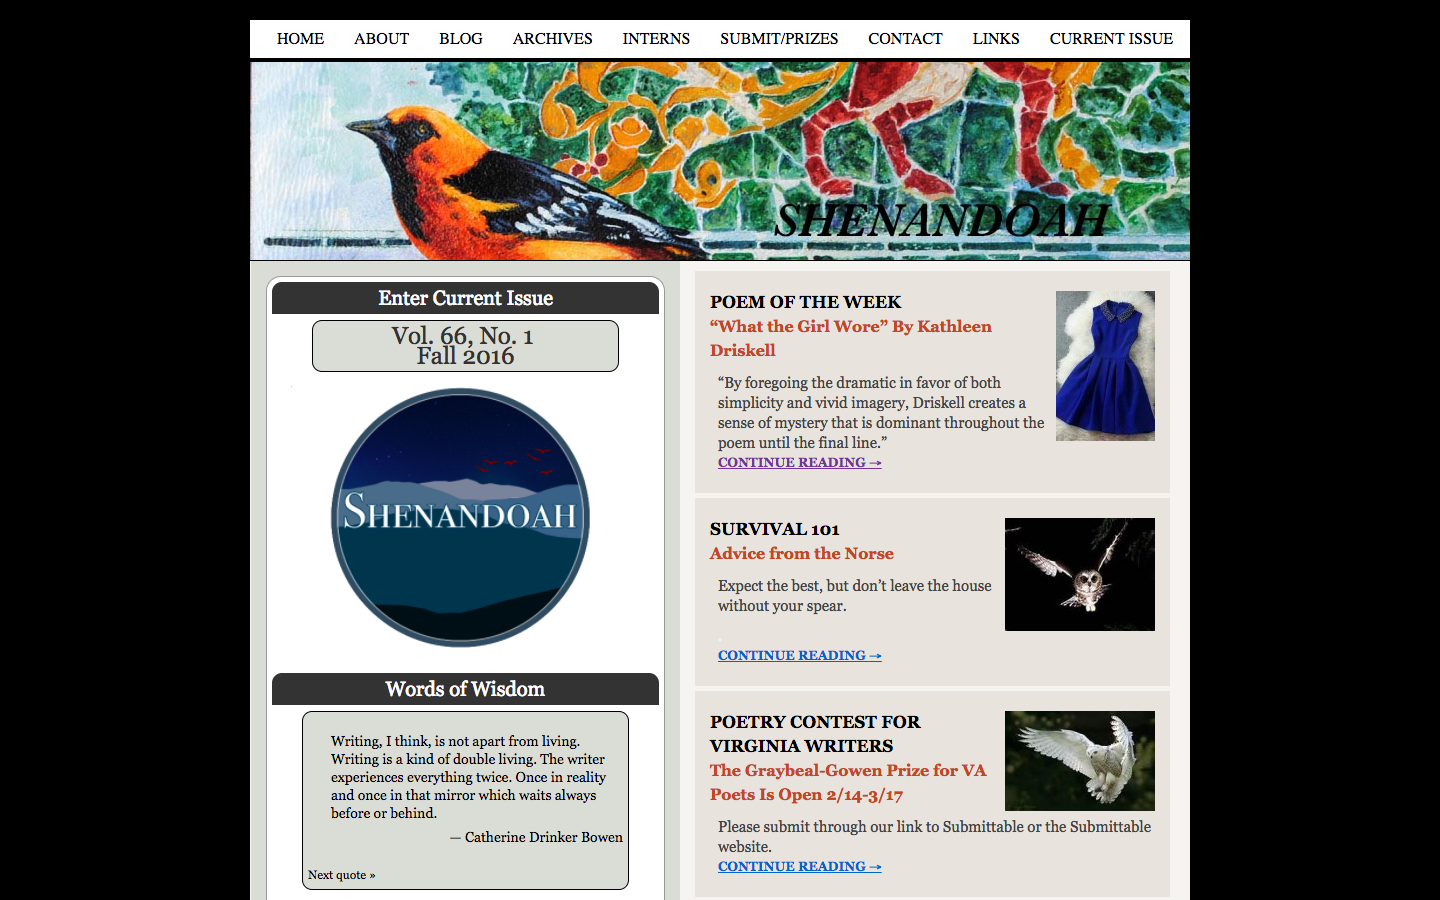 HOME ABOUT BLOG ARCHIVES INTERNS SUBMIT/PRIZES CONTACT LINKS CURRENT ISSUE
SHENANDOAH
Enter Current Issue
Vol. 66, No. 1
Fall 2016
SHENANDOAH
Words of Wisdom
Writing, I think, is not apart from living.
Writing is a kind of double living. The writer
experiences everything twice. Once in reality
and once in that mirror which waits always
before or behind.
— Catherine Drinker Bowen
Next quote »
POEM OF THE WEEK
“What the Girl Wore” By Kathleen
Driskell
“By foregoing the dramatic in favor of both
simplicity and vivid imagery, Driskell creates a
sense of mystery that is dominant throughout the
poem until the final line.”
CONTINUE READING →
SURVIVAL 101
Advice from the Norse
Expect the best, but don’t leave the house
without your spear.
CONTINUE READING →
POETRY CONTEST FOR
VIRGINIA WRITERS
The Graybeal-Gowen Prize for VA
Poets Is Open 2/14-3/17
Please submit through our link to Submittable or the Submittable
website.
CONTINUE READING →